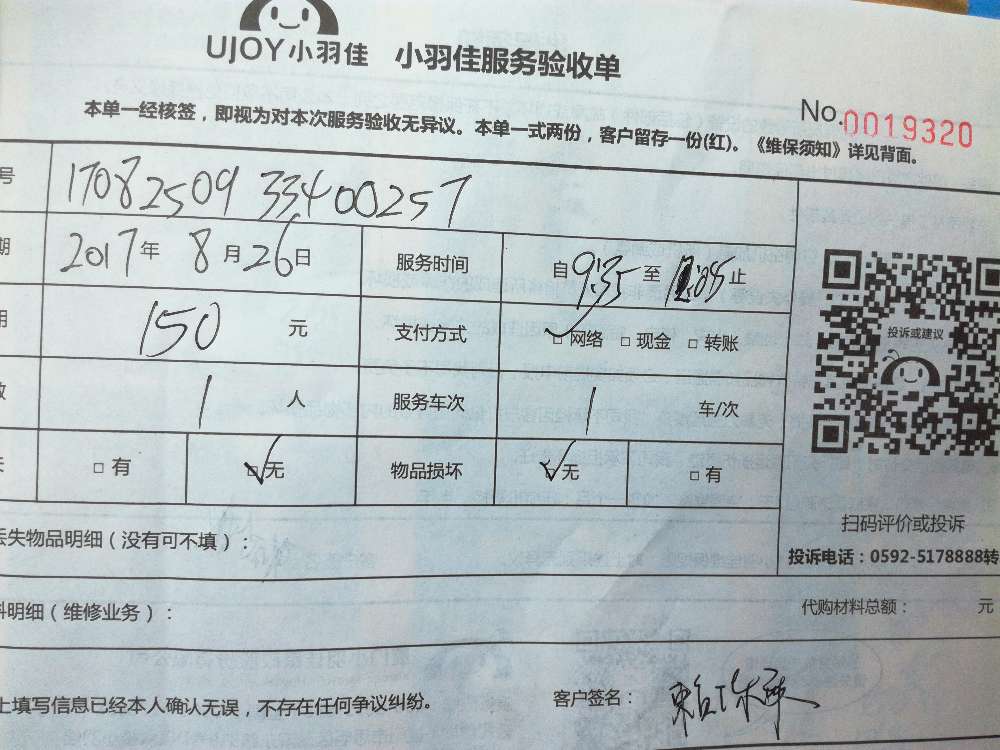 UJOY小羽佳 小羽佳服务验收单
No.0019320
本单一经核签，即视为对本次服务验收无异议。本单一式两份，客户留存一份(红)。《维保须知》详见背面。
号 17082509 33400257
期 2017年 8月26日 服务时间 自9:35至 止
用 150 元 支付方式 ☑网络 □现金 □转账
数 1 人 服务车次 1 车/次
失 □有 ☑无 物品损坏 ☑无 □有
投诉或建议
扫码评价或投诉
投诉电话：0592-5178888转
丢失物品明细（没有可不填）：
料明细（维修业务）： 代购材料总额： 元
上填写信息已经本人确认无误，不存在任何争议纠纷。 客户签名：